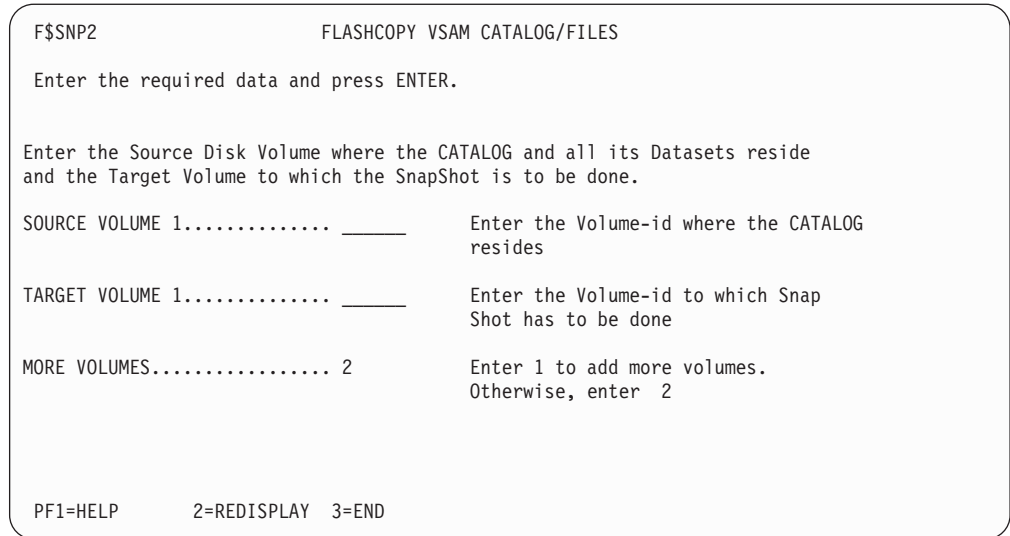 F$SNP2 FLASHCOPY VSAM CATALOG/FILES
Enter the required data and press ENTER.
Enter the Source Disk Volume where the CATALOG and all its Datasets reside
and the Target Volume to which the SnapShot is to be done.
SOURCE VOLUME 1.............. ______ Enter the Volume-id where the CATALOG
resides
TARGET VOLUME 1.............. ______ Enter the Volume-id to which Snap
Shot has to be done
MORE VOLUMES................. 2 Enter 1 to add more volumes.
Otherwise, enter 2
PF1=HELP 2=REDISPLAY 3=END